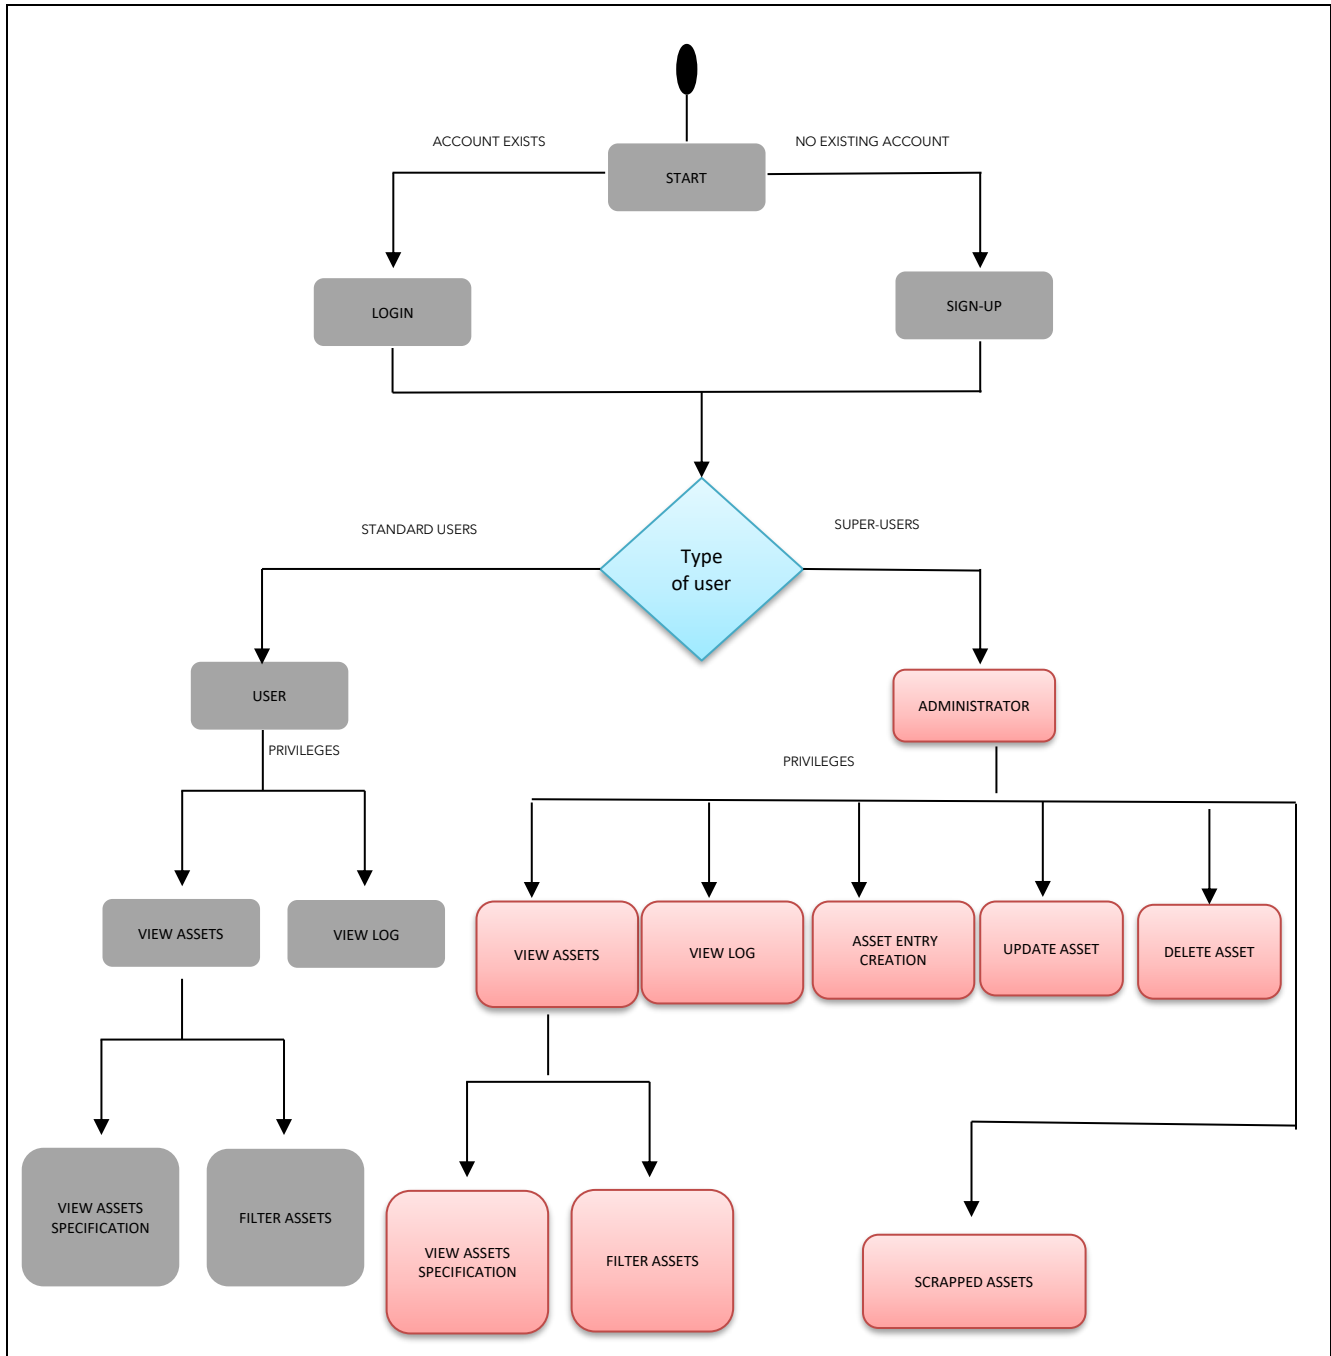 ACCOUNT EXISTS
NO EXISTING ACCOUNT
START
LOGIN
SIGN-UP
STANDARD USERS
SUPER-USERS
Type
of user
USER
ADMINISTRATOR
PRIVILEGES
PRIVILEGES
VIEW ASSETS
VIEW LOG
VIEW ASSETS
VIEW LOG
ASSET ENTRY
CREATION
UPDATE ASSET
DELETE ASSET
VIEW ASSETS
SPECIFICATION
FILTER ASSETS
VIEW ASSETS
SPECIFICATION
FILTER ASSETS
SCRAPPED ASSETS